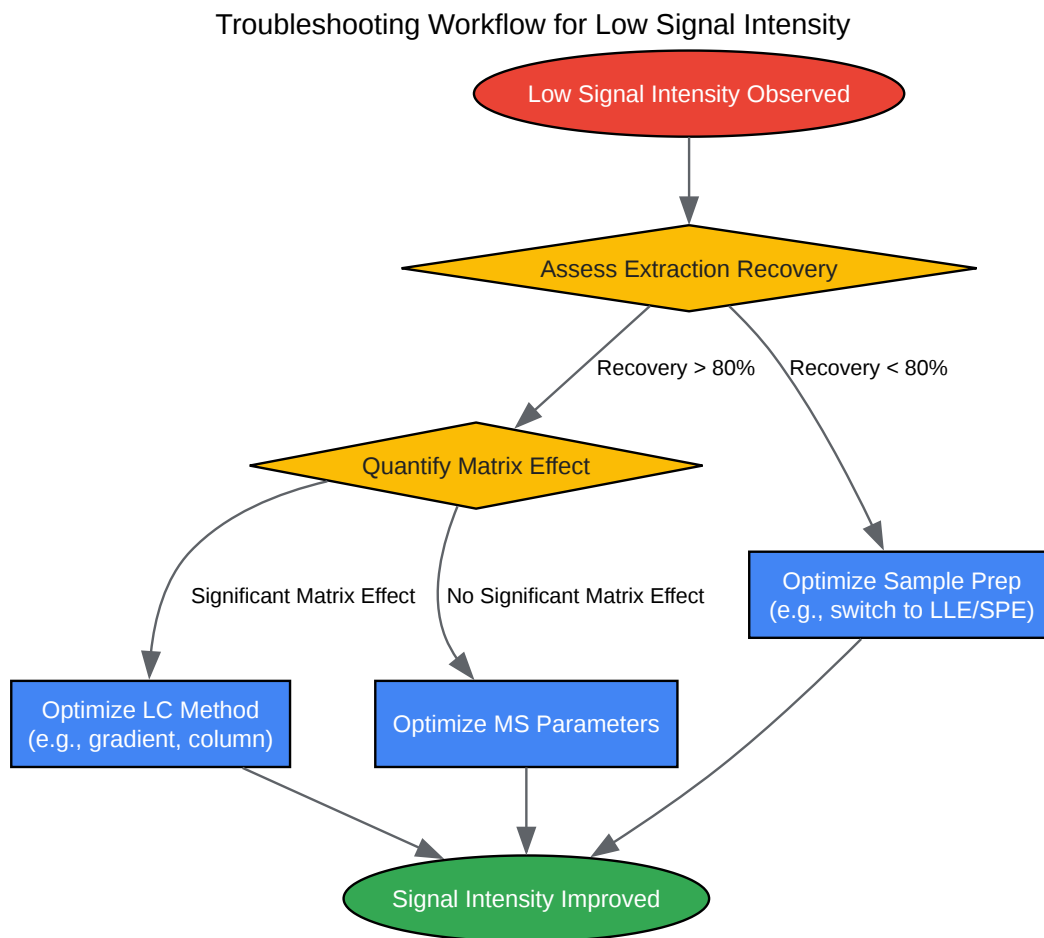 Troubleshooting Workflow for Low Signal Intensity
Low Signal Intensity Observed
Assess Extraction Recovery
Recovery > 80%
Recovery < 80%
Quantify Matrix Effect
Significant Matrix Effect
No Significant Matrix Effect
Optimize Sample Prep
(e.g., switch to LLE/SPE)
Optimize LC Method
(e.g., gradient, column)
Optimize MS Parameters
Signal Intensity Improved